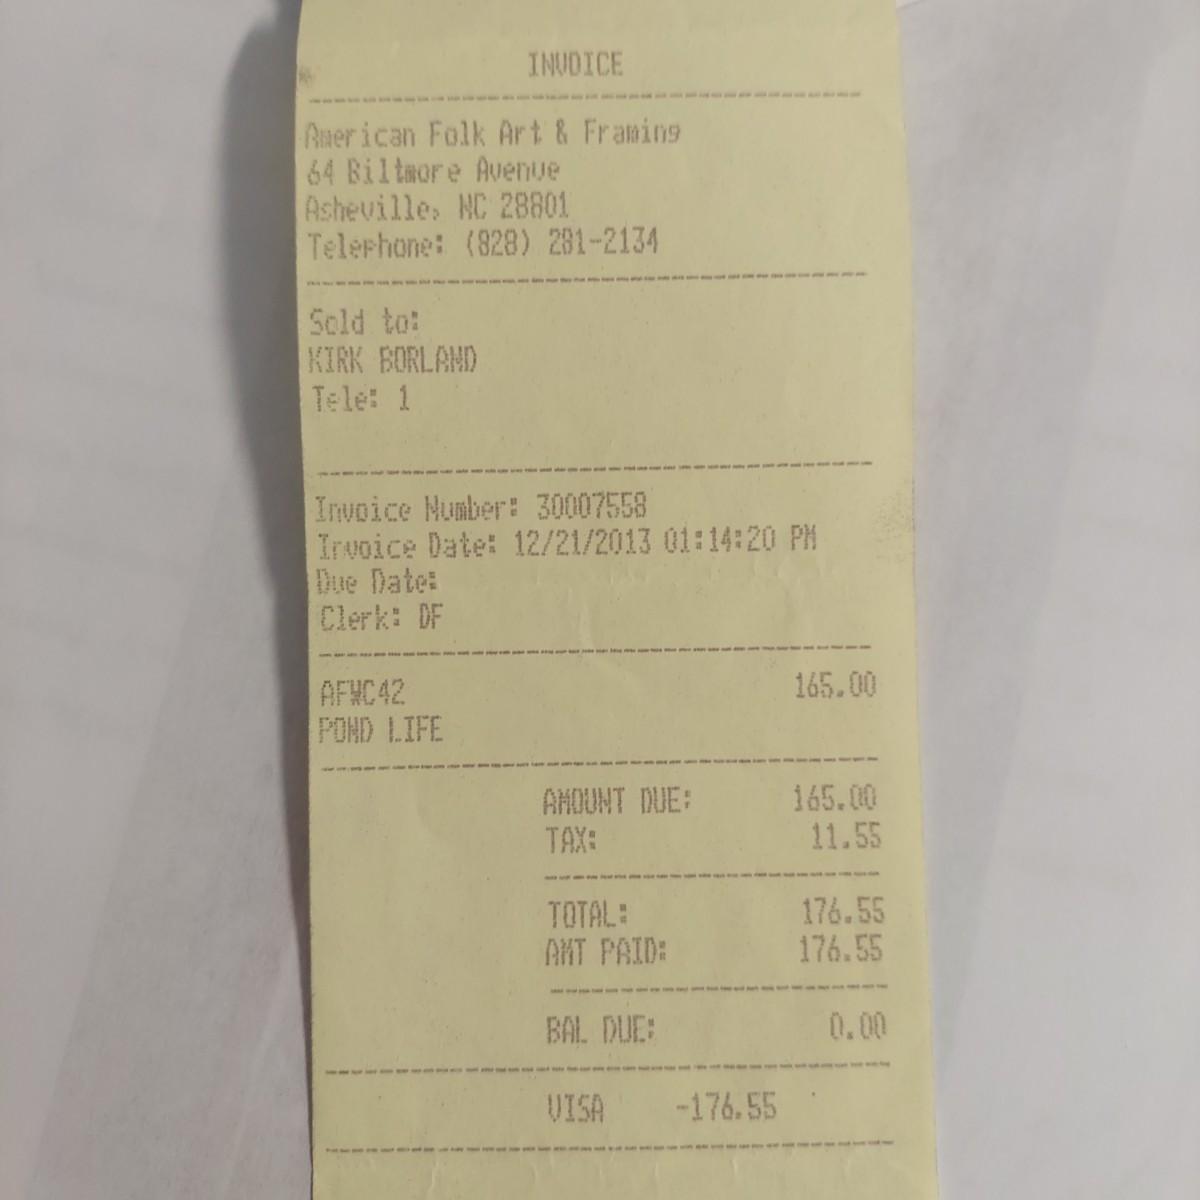 INVOICE
American Folk Art & Framing
64 Biltmore Avenue
Asheville, NC 28801
Telephone: (828) 281-2134
Sold to:
KIRK BORLAND
Tele: 1
Invoice Number: 30007558
Invoice Date: 12/21/2013 01:14:20 PM
Due Date:
Clerk: DF
AFWC42 165.00
POND LIFE
AMOUNT DUE: 165.00
TAX: 11.55
TOTAL: 176.55
AMT PAID: 176.55
BAL DUE: 0.00
VISA -176.55